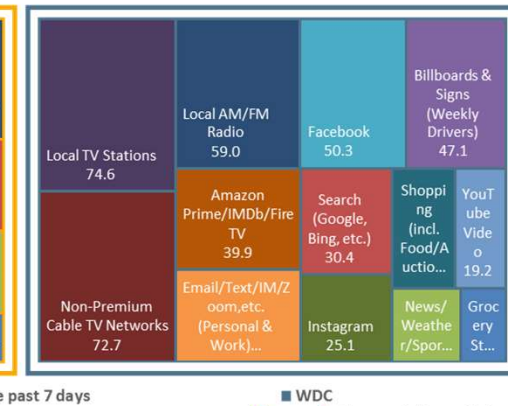 Local TV Stations
74.6
Non-Premium
Cable TV Networks
72.7
Local AM/FM
Radio
59.0
Facebook
50.3
Billboards &
Signs
(Weekly
Drivers)
47.1
Amazon
Prime/IMDb/Fire
TV
39.9
Email/Text/IM/Z
oom,etc.
(Personal &
Work)...
Search
(Google,
Bing, etc.)
30.4
Instagram
25.1
Shoppi
ng
(incl.
Food/A
uctio...
YouT
ube
Vide
o
19.2
News/
Weathe
r/Spor...
Groc
ery
St...
past 7 days
WDC